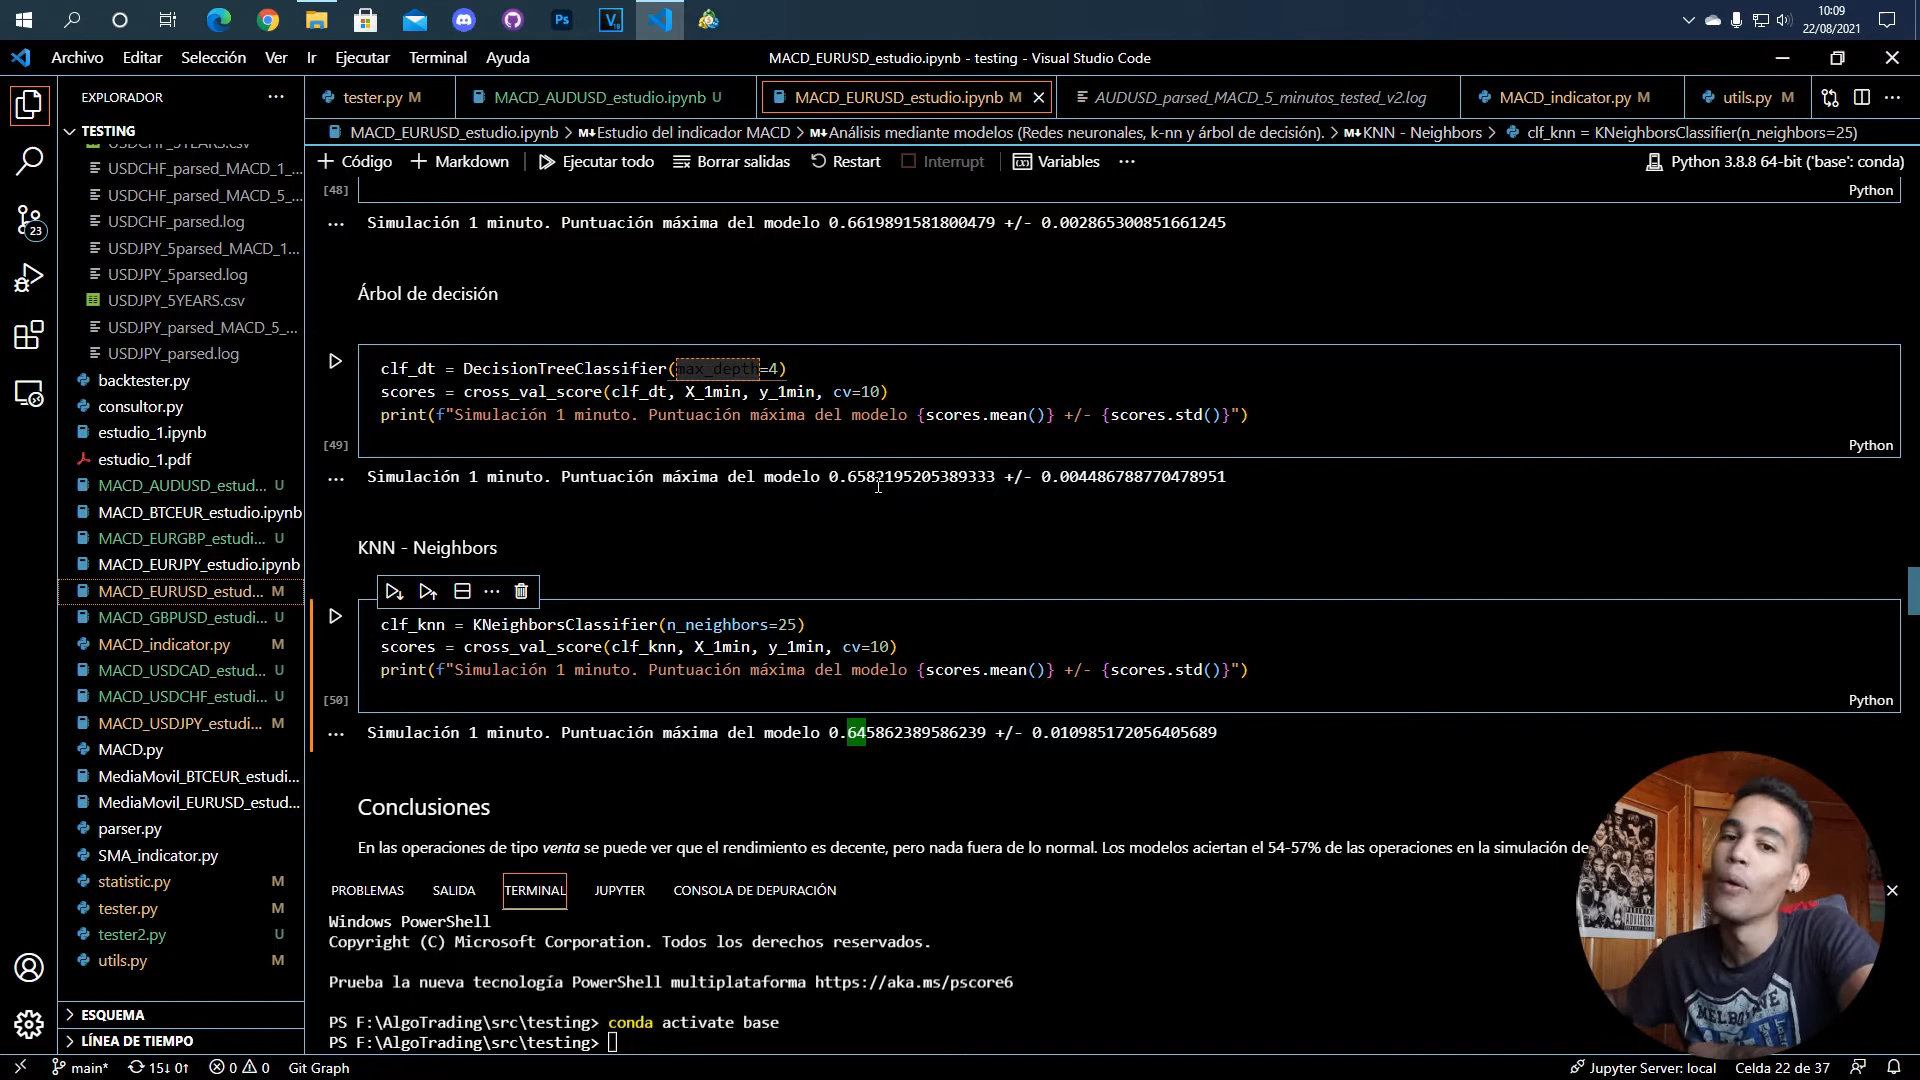 10:09
22/08/2021
Ps
Archivo Editar Selección Ver Ir Ejecutar Terminal Ayuda
MACD_EURUSD_estudio.ipynb - testing - Visual Studio Code
EXPLORADOR
tester.py M
MACD_AUDUSD_estudio.ipynb U
MACD_EURUSD_estudio.ipynb M
AUDUSD_parsed_MACD_5_minutos_tested_v2.log
MACD_indicator.py M
utils.py M
TESTING
MACD_EURUSD_estudio.ipynb > M↓Estudio del indicador MACD > M↓Análisis mediante modelos (Redes neuronales, k-nn y árbol de decisión). > M↓KNN - Neighbors > clf_knn = KNeighborsClassifier(n_neighbors=25)
+ Código + Markdown Ejecutar todo Borrar salidas Restart Interrupt Variables ...
Python 3.8.8 64-bit ('base': conda)
USDCHF_5YEARS.csv
USDCHF_parsed_MACD_1_...
USDCHF_parsed_MACD_5_...
USDCHF_parsed.log
USDJPY_5parsed_MACD_1...
USDJPY_5parsed.log
USDJPY_5YEARS.csv
USDJPY_parsed_MACD_5_...
USDJPY_parsed.log
backtester.py
consultor.py
estudio_1.ipynb
estudio_1.pdf
MACD_AUDUSD_estud... U
MACD_BTCEUR_estudio.ipynb
MACD_EURGBP_estudi... U
MACD_EURJPY_estudio.ipynb
MACD_EURUSD_estud... M
MACD_GBPUSD_estudi... U
MACD_indicator.py M
MACD_USDCAD_estud... U
MACD_USDCHF_estudi... U
MACD_USDJPY_estudi... M
MACD.py
MediaMovil_BTCEUR_estudi...
MediaMovil_EURUSD_estud...
parser.py
SMA_indicator.py
statistic.py M
tester.py M
tester2.py U
utils.py M
ESQUEMA
LÍNEA DE TIEMPO
23
[48]
Python
Simulación 1 minuto. Puntuación máxima del modelo 0.6619891581800479 +/- 0.002865300851661245
Árbol de decisión
clf_dt = DecisionTreeClassifier(max_depth=4)
scores = cross_val_score(clf_dt, X_1min, y_1min, cv=10)
print(f"Simulación 1 minuto. Puntuación máxima del modelo {scores.mean()} +/- {scores.std()}")
[49]
Python
Simulación 1 minuto. Puntuación máxima del modelo 0.6582195205389333 +/- 0.004486788770478951
KNN - Neighbors
clf_knn = KNeighborsClassifier(n_neighbors=25)
scores = cross_val_score(clf_knn, X_1min, y_1min, cv=10)
print(f"Simulación 1 minuto. Puntuación máxima del modelo {scores.mean()} +/- {scores.std()}")
[50]
Python
Simulación 1 minuto. Puntuación máxima del modelo 0.645862389586239 +/- 0.010985172056405689
Conclusiones
En las operaciones de tipo venta se puede ver que el rendimiento es decente, pero nada fuera de lo normal. Los modelos aciertan el 54-57% de las operaciones en la simulación de
PROBLEMAS SALIDA TERMINAL JUPYTER CONSOLA DE DEPURACIÓN
Windows PowerShell
Copyright (C) Microsoft Corporation. Todos los derechos reservados.
Prueba la nueva tecnología PowerShell multiplataforma https://aka.ms/pscore6
PS F:\AlgoTrading\src\testing> conda activate base
PS F:\AlgoTrading\src\testing>
main* 15↓ 0↑ 0 0 Git Graph
Jupyter Server: local Celda 22 de 37